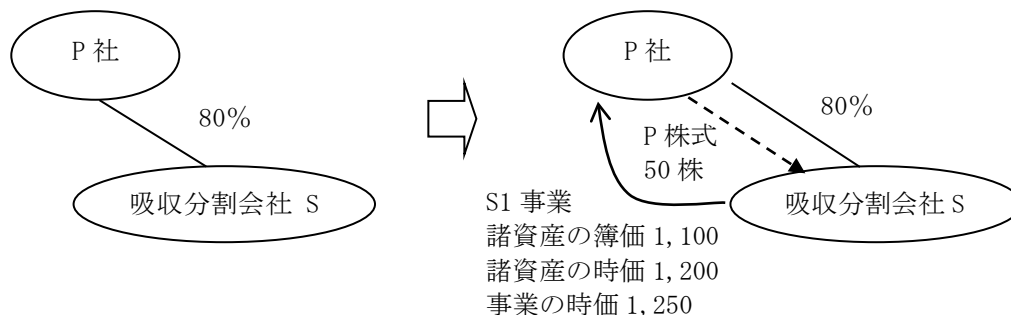 P 社
80%
吸収分割会社 S
P 社
80%
P 株式
50 株
吸収分割会社 S
S1 事業
諸資産の簿価 1,100
諸資産の時価 1,200
事業の時価 1,250